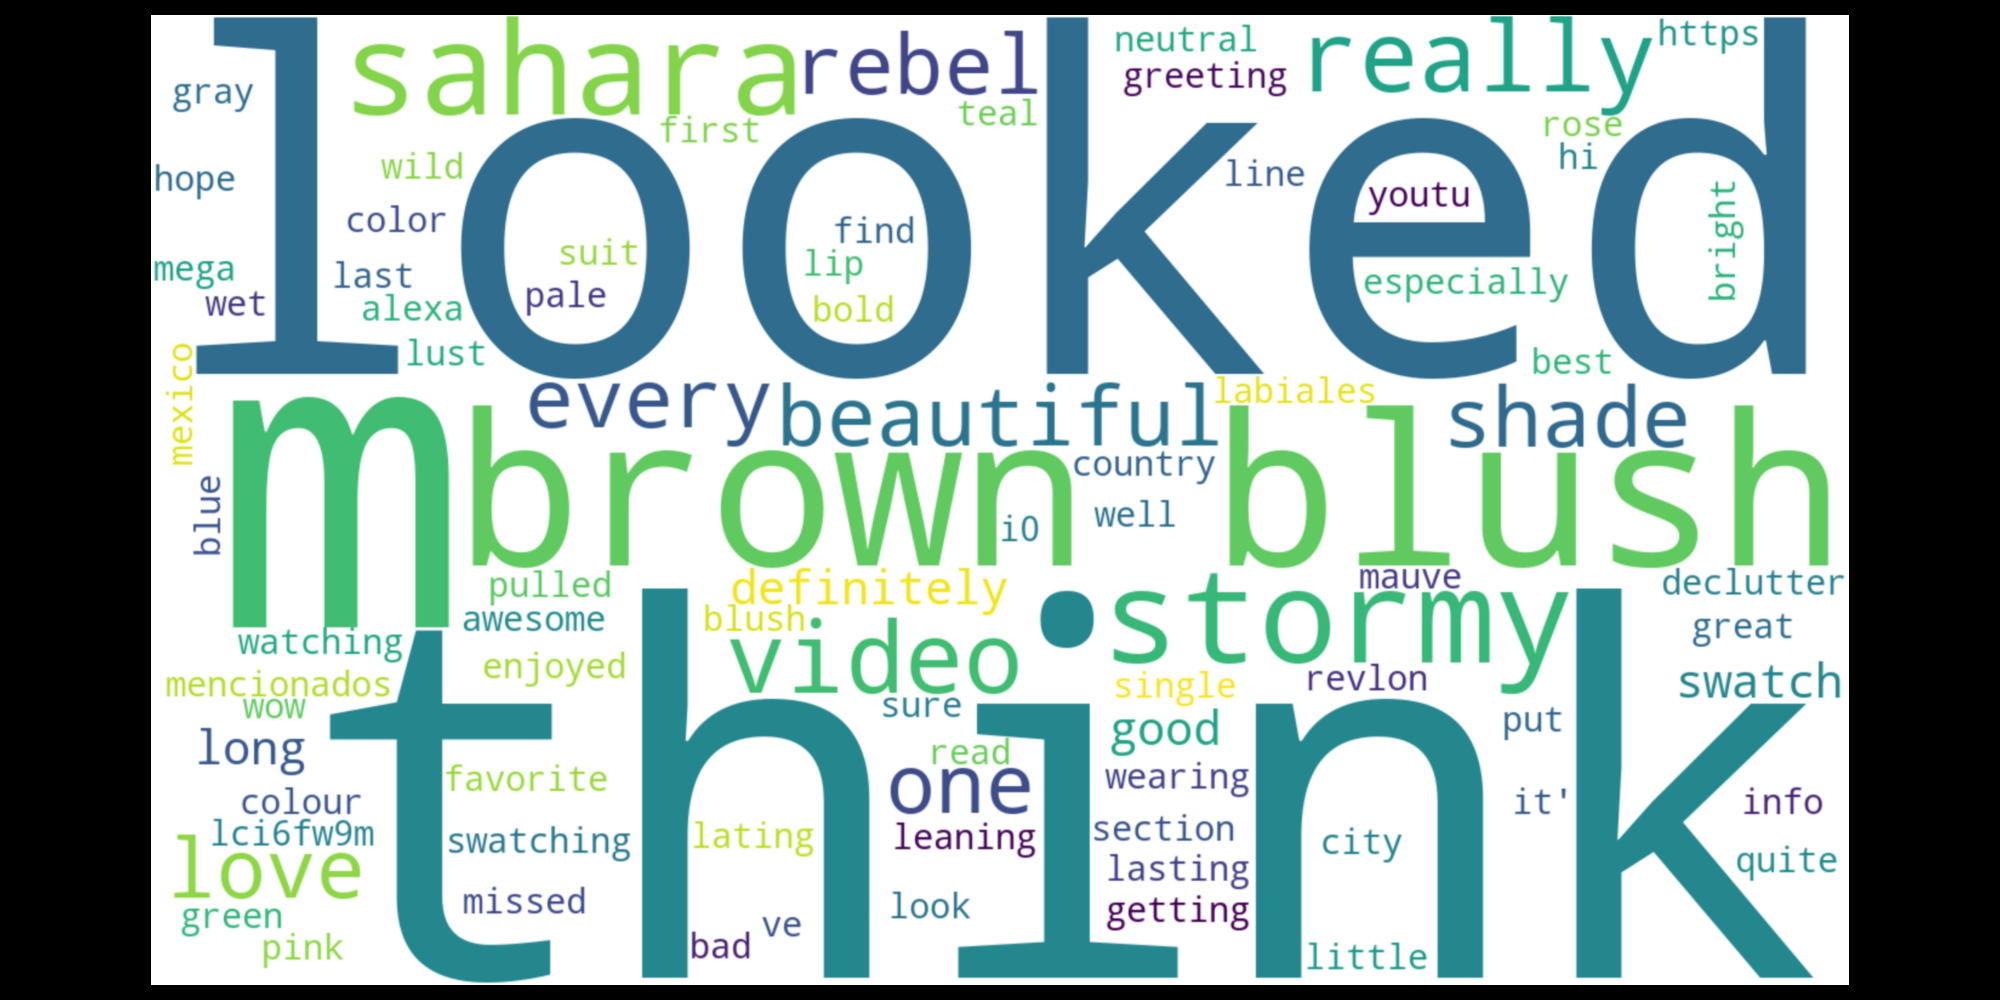 looked
sahara
rebel
neutral
greeting
really
https
gray
first
teal
rose
hi
wild
hope
color
line
youtu
bright
find
suit
lip
mega
last
pale
bold
especially
wet
alexa
lust
best
mexico
every
beautiful
labiales
shade
m
brown blush
country
well
i0
blue
pulled
definitely
stormy
mauve
declutter
awesome
blush
great
watching
video
enjoyed
mencionados
wow
single
revlon
swatch
think
sure
good
put
long
read
one
wearing
favorite
colour
it'
info
lci6fw9m
swatching
lating
leaning
section
city
love
lasting
quite
missed
look
getting
green
ve
bad
pink
little